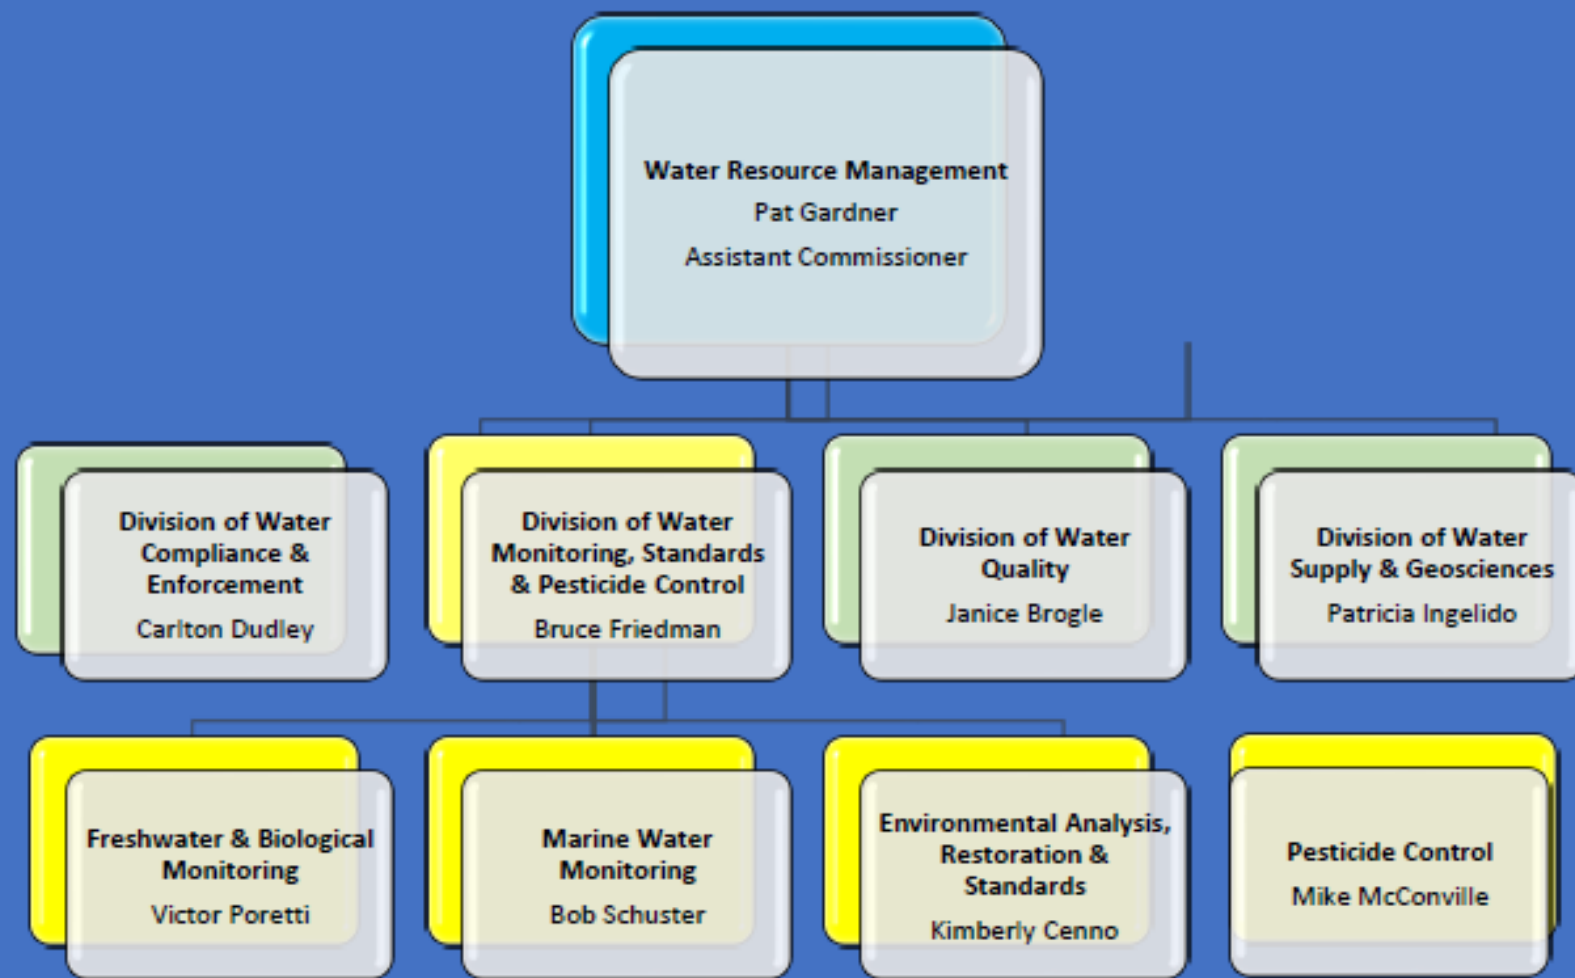 Water Resource Management
Pat Gardner
Assistant Commissioner
Division of Water
Compliance &
Enforcement
Carlton Dudley
Division of Water
Monitoring, Standards
& Pesticide Control
Bruce Friedman
Division of Water
Quality
Janice Brogle
Division of Water
Supply & Geosciences
Patricia Ingelido
Freshwater & Biological
Monitoring
Victor Poretti
Marine Water
Monitoring
Bob Schuster
Environmental Analysis,
Restoration &
Standards
Kimberly Cenno
Pesticide Control
Mike McConville